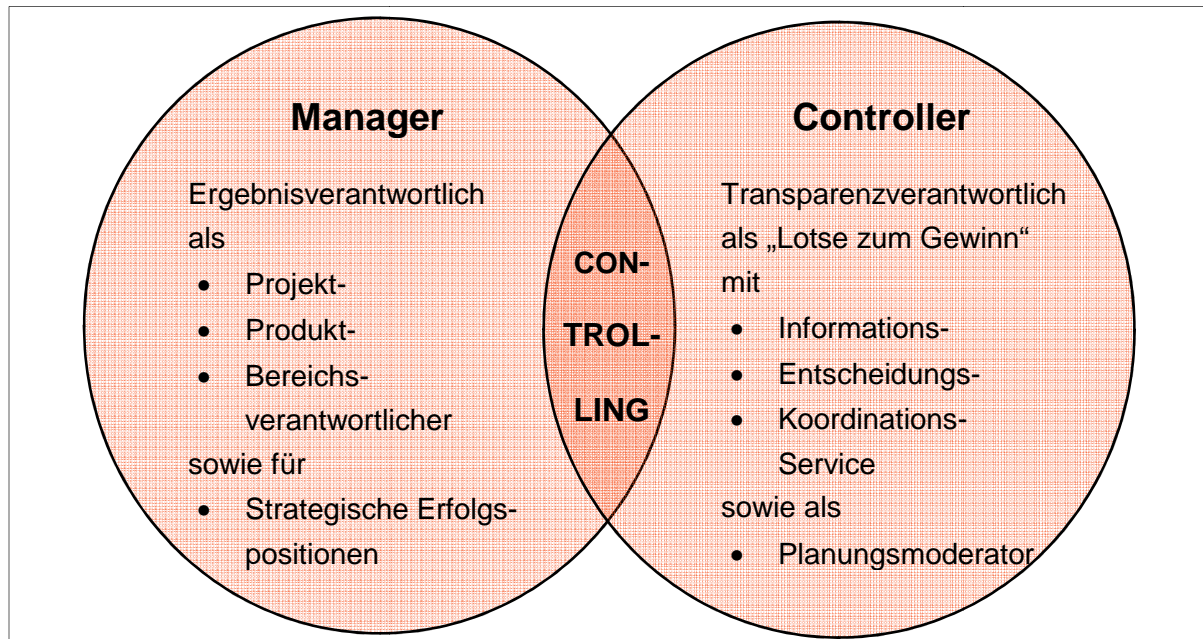 Manager
Ergebnisverantwortlich
als
• Projekt-
• Produkt-
• Bereichs-
verantwortlicher
sowie für
• Strategische Erfolgs-
positionen
CON-
TROL-
LING
Controller
Transparenzverantwortlich
als „Lotse zum Gewinn“
mit
• Informations-
• Entscheidungs-
• Koordinations-
Service
sowie als
• Planungsmoderator